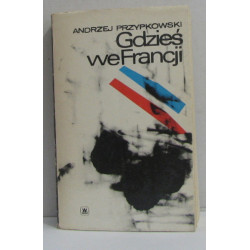 ANDRZEJ PRZYPKOWSKI
Gdzieś
we Francji